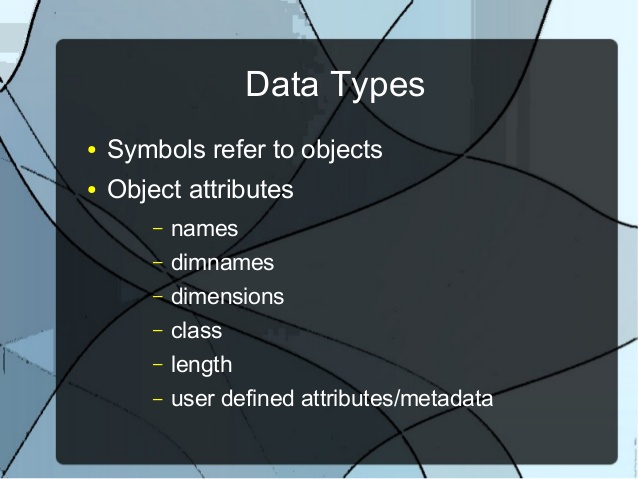 Data Types
• Symbols refer to objects
• Object attributes
– names
– dimnames
– dimensions
– class
– length
– user defined attributes/metadata